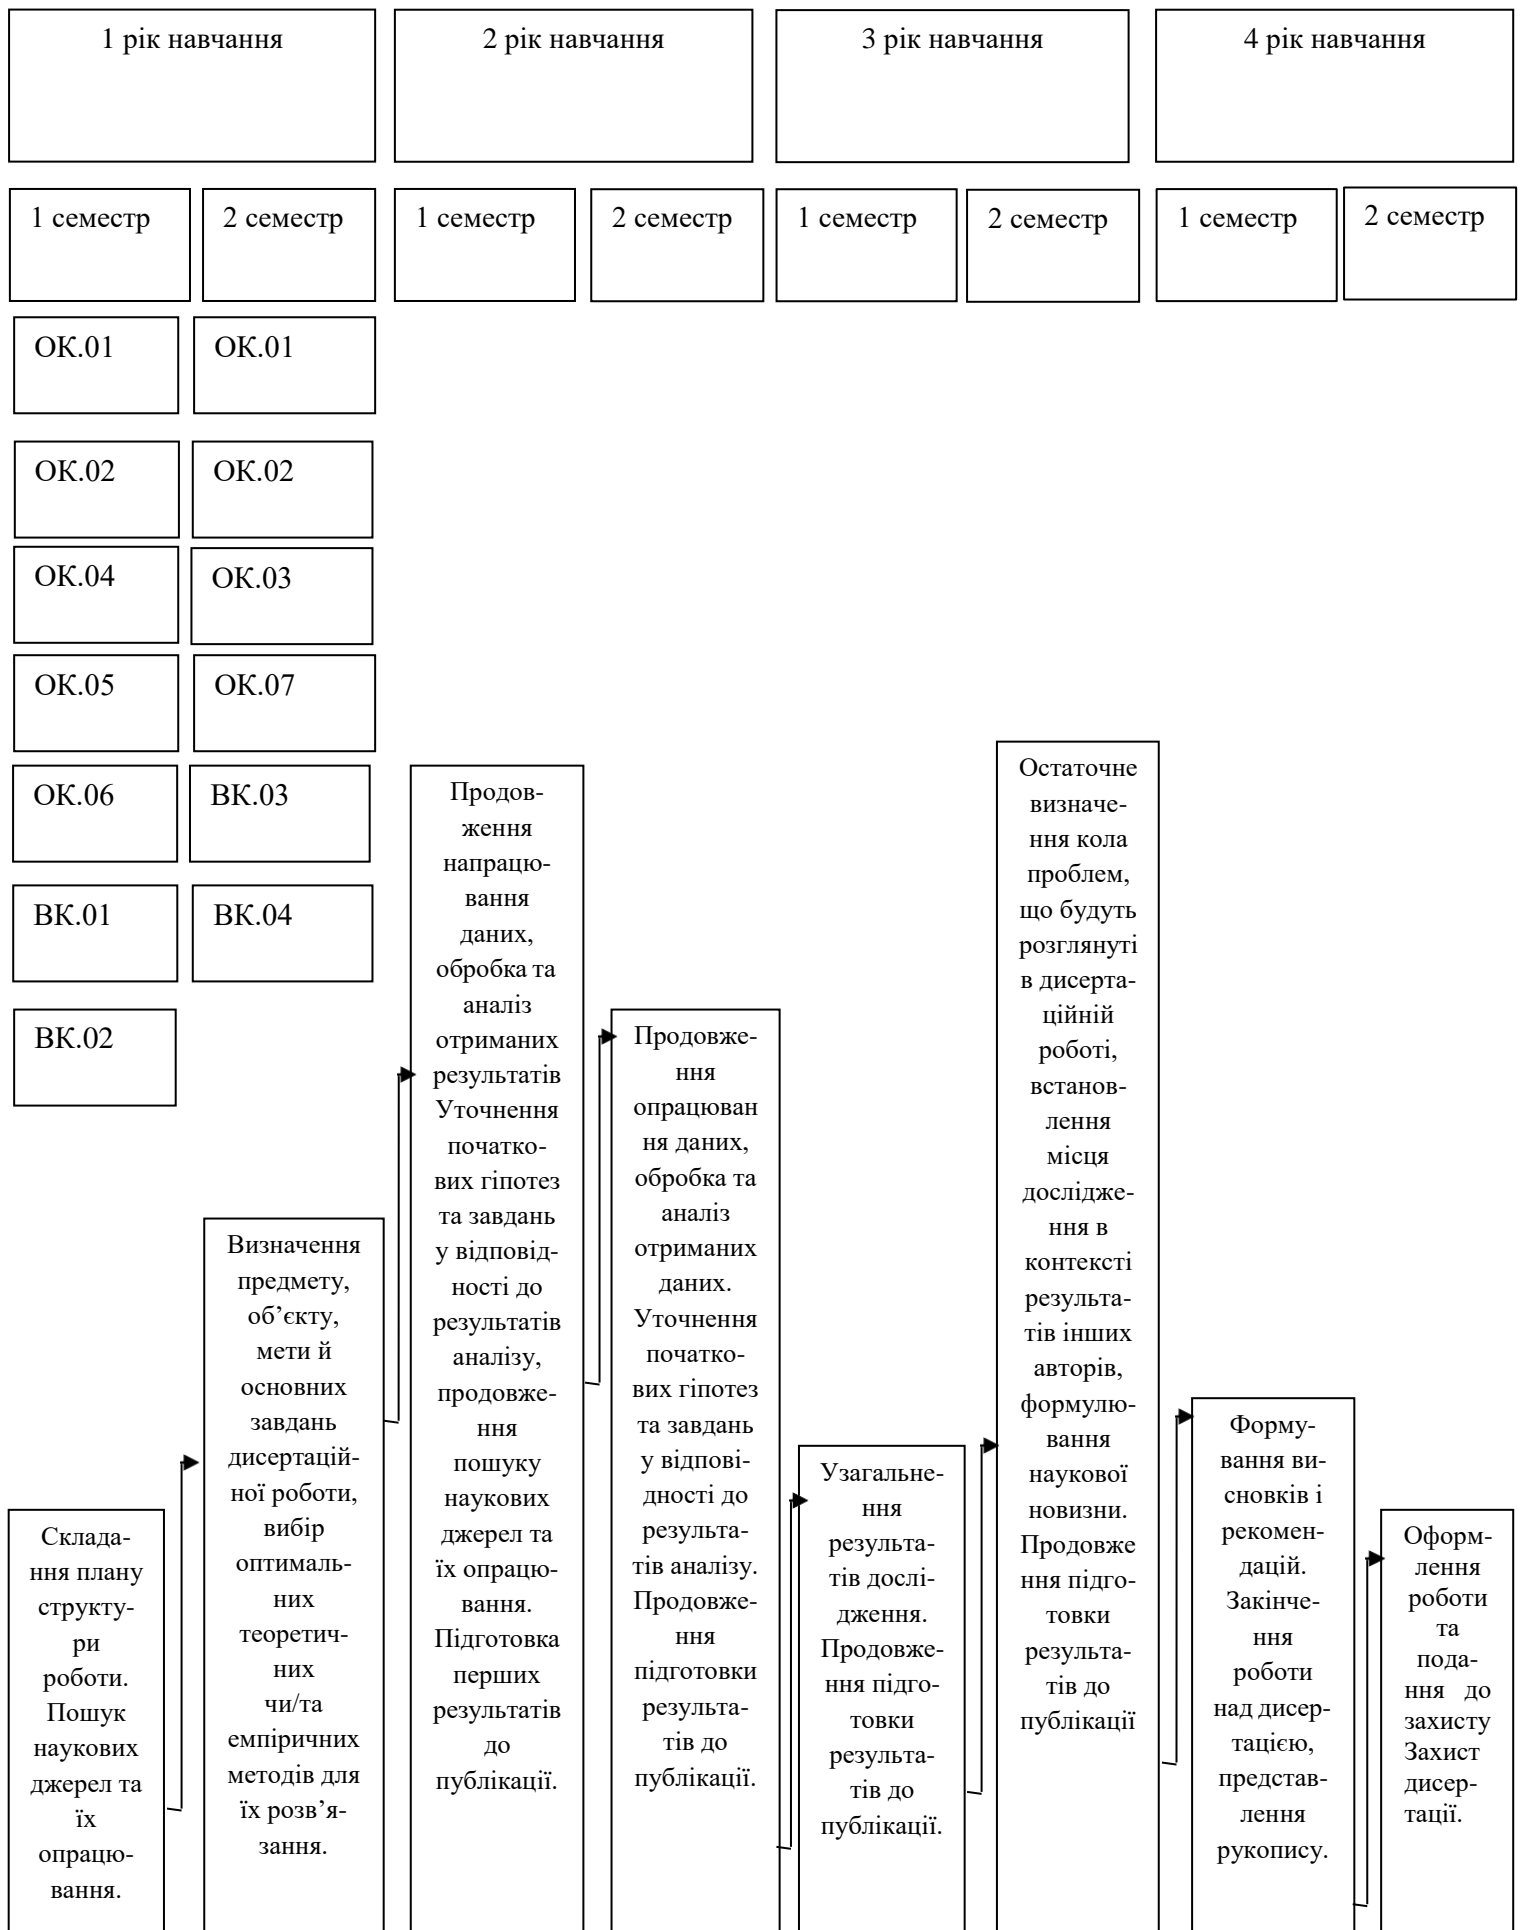 1 рік навчання
2 рік навчання
3 рік навчання
4 рік навчання
1 семестр
2 семестр
1 семестр
2 семестр
1 семестр
2 семестр
1 семестр
2 семестр
ОК.01
ОК.01
ОК.02
ОК.02
ОК.04
ОК.03
ОК.05
ОК.07
ОК.06
ВК.03
ВК.01
ВК.04
ВК.02
Склада-
ння плану
структу-
ри
роботи.
Пошук
наукових
джерел та
їх
опрацю-
вання.
Визначення
предмету,
об’єкту,
мети й
основних
завдань
дисертацій-
ної роботи,
вибір
оптималь-
них
теоретич-
них
чи/та
емпіричних
методів для
їх розв’я-
зання.
Продов-
ження
напрацю-
вання
даних,
обробка та
аналіз
отриманих
результатів
Уточнення
початко-
вих гіпотез
та завдань
у відповід-
ності до
результатів
аналізу,
продовже-
ння
пошуку
наукових
джерел та
їх опрацю-
вання.
Підготовка
перших
результатів
до
публікації.
Продовже-
ння
опрацюван
ня даних,
обробка та
аналіз
отриманих
даних.
Уточнення
початко-
вих гіпотез
та завдань
у відпові-
дності до
результа-
тів аналізу.
Продовже-
ння
підготовки
результа-
тів до
публікації.
Узагальне-
ння
результа-
тів дослі-
дження.
Продовже-
ння підго-
товки
результа-
тів до
публікації.
Остаточне
визначе-
ння кола
проблем,
що будуть
розглянуті
в дисерта-
ційній
роботі,
встанов-
лення
місця
дослідже-
ння в
контексті
результа-
тів інших
авторів,
формулю-
вання
наукової
новизни.
Продовже
ння підго-
товки
результа-
тів до
публікації
Форму-
вання ви-
сновків і
рекомен-
дацій.
Закінче-
ння
роботи
над дисер-
тацією,
представ-
лення
рукопису.
Оформ-
лення
роботи
та
пода-
ння до
захисту
Захист
дисер-
тації.